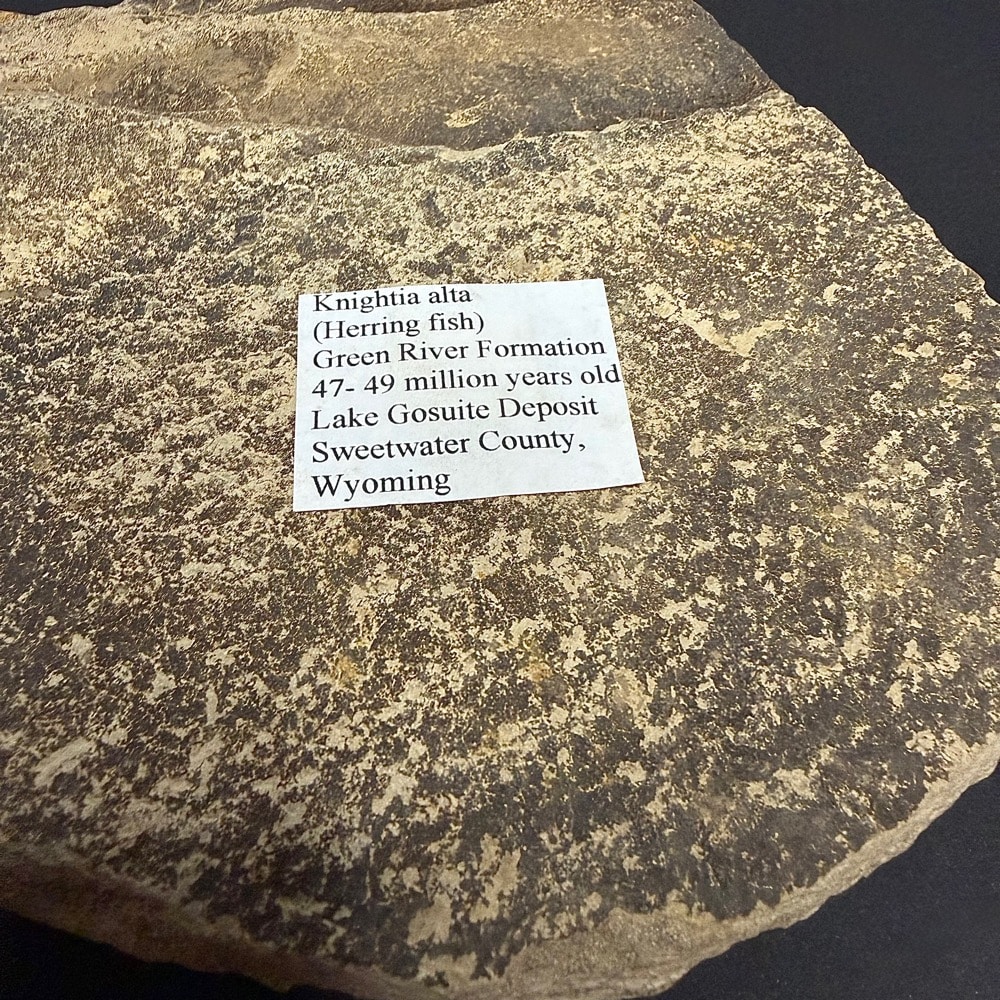 Knightia alta
(Herring fish)
Green River Formation
47- 49 million years old
Lake Gosuite Deposit
Sweetwater County,
Wyoming